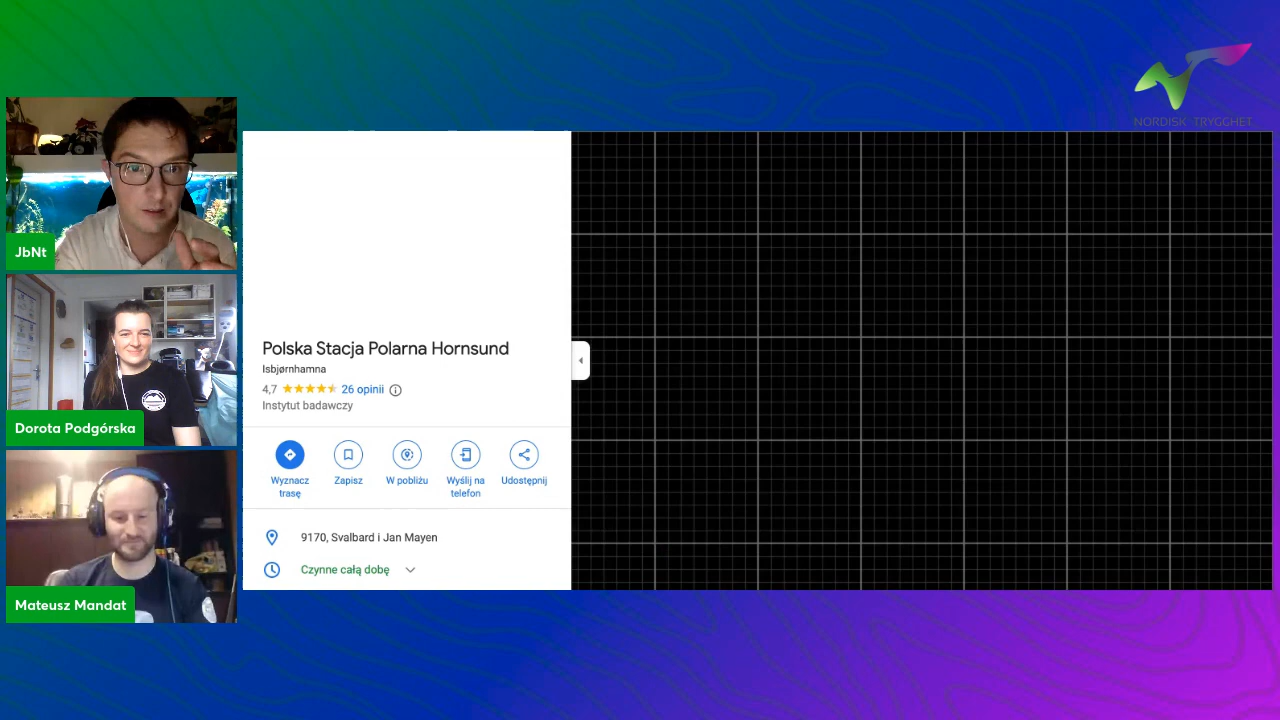 NORDISK TRYGGHET
JbNt
Dorota Podgórska
Mateusz Mandat
Polska Stacja Polarna Hornsund
Isbjørnhamna
4,7 26 opinii
Instytut badawczy
Wyznacz trasę
Zapisz
W pobliżu
Wyślij na telefon
Udostępnij
9170, Svalbard i Jan Mayen
Czynne całą dobę